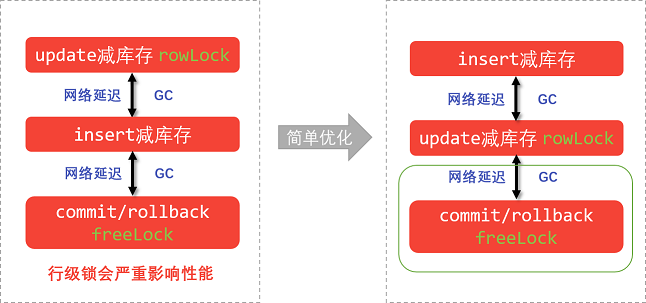 update减库存 rowLock
网络延迟 GC
insert减库存
网络延迟 GC
commit/rollback
freeLock
行级锁会严重影响性能
简单优化
insert减库存
网络延迟 GC
update减库存 rowLock
网络延迟 GC
commit/rollback
freeLock